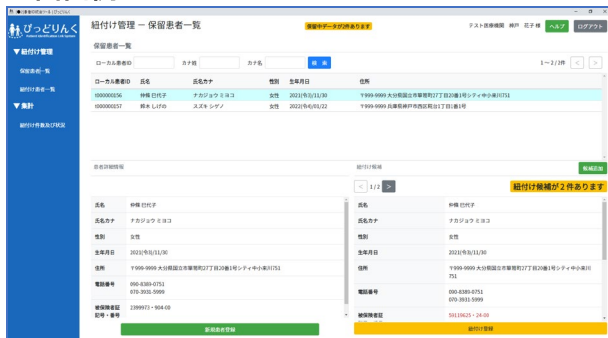 ぴっどりんく
▼紐付け管理
保留患者一覧
紐付け患者一覧
▼集計
紐付け件数及び状況
紐付け管理 － 保留患者一覧
保留中データが2件あります
テスト医療機関 神戸 花子 様
ヘルプ
ログアウト
保留患者一覧
ローカル患者ID
カナ姓
カナ名
検 索
1～2/2件
<
>
ローカル患者ID 氏名 氏名カナ 性別 生年月日 住所
I000000156 仲條 巳代子 ナカジョウ ミヨコ 女性 2021(令3)/11/30 〒999-9999 大分県国立市華菅町27丁目20番1号シティ中小来川751
I000000157 鈴木 しげの スズキ シゲノ 女性 2022(令4)/01/22 〒999-9999 兵庫県神戸市西区殿台1丁目1番1号
患者詳細情報
氏名 仲條 巳代子
氏名カナ ナカジョウ ミヨコ
性別 女性
生年月日 2021(令3)/11/30
住所 〒999-9999 大分県国立市華菅町27丁目20番1号シティ中小来川751
電話番号 090-8389-0751
070-3931-5999
被保険者証 2399973・904-00
記号・番号
新規患者登録
紐付け候補
候補追加
< 1 / 2 >
紐付け候補が２件あります
氏名 仲條 巳代子
氏名カナ ナカジョウ ミヨコ
性別 女性
生年月日 2021(令3)/11/30
住所 〒999-9999 大分県国立市華菅町27丁目20番1号シティ中小来川
751
電話番号 090-8389-0751
070-3931-5999
被保険者証 59119625・24-00
紐付け登録